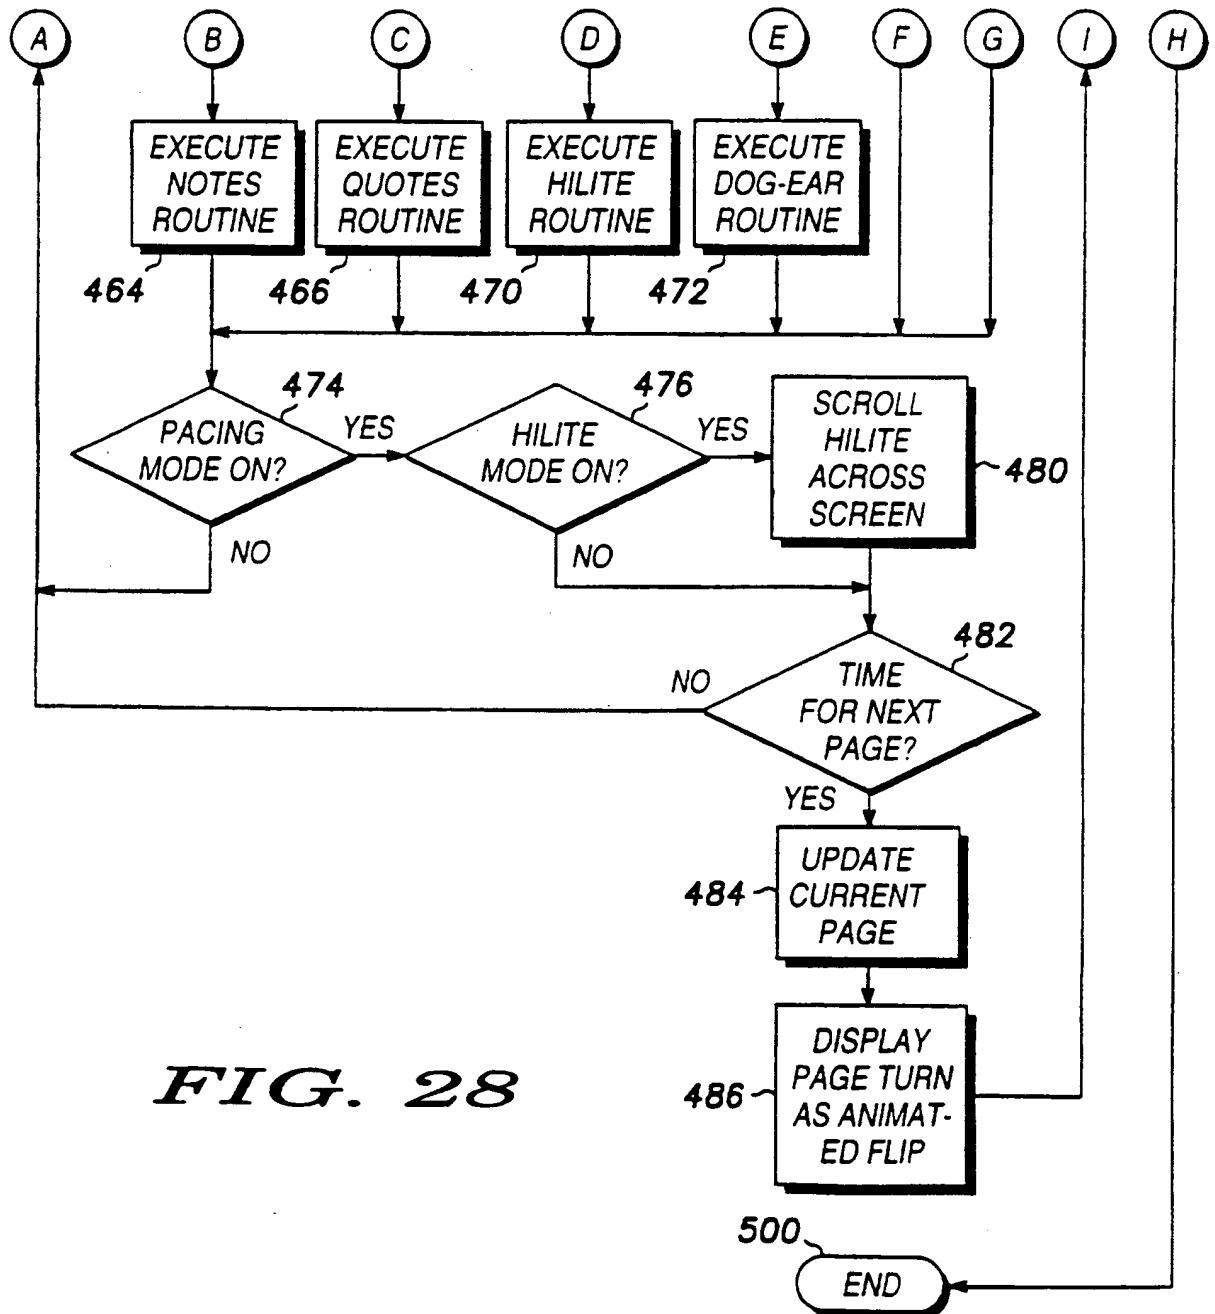 A B C D E F G I H
EXECUTE
NOTES
ROUTINE
EXECUTE
QUOTES
ROUTINE
EXECUTE
HILITE
ROUTINE
EXECUTE
DOG-EAR
ROUTINE
464
466
470
472
474
PACING
MODE ON?
YES
NO
476
HILITE
MODE ON?
YES
NO
SCROLL
HILITE
ACROSS
SCREEN
480
482
TIME
FOR NEXT
PAGE?
NO
YES
UPDATE
CURRENT
PAGE
484
DISPLAY
PAGE TURN
AS ANIMAT-
ED FLIP
486
FIG. 28
500
END